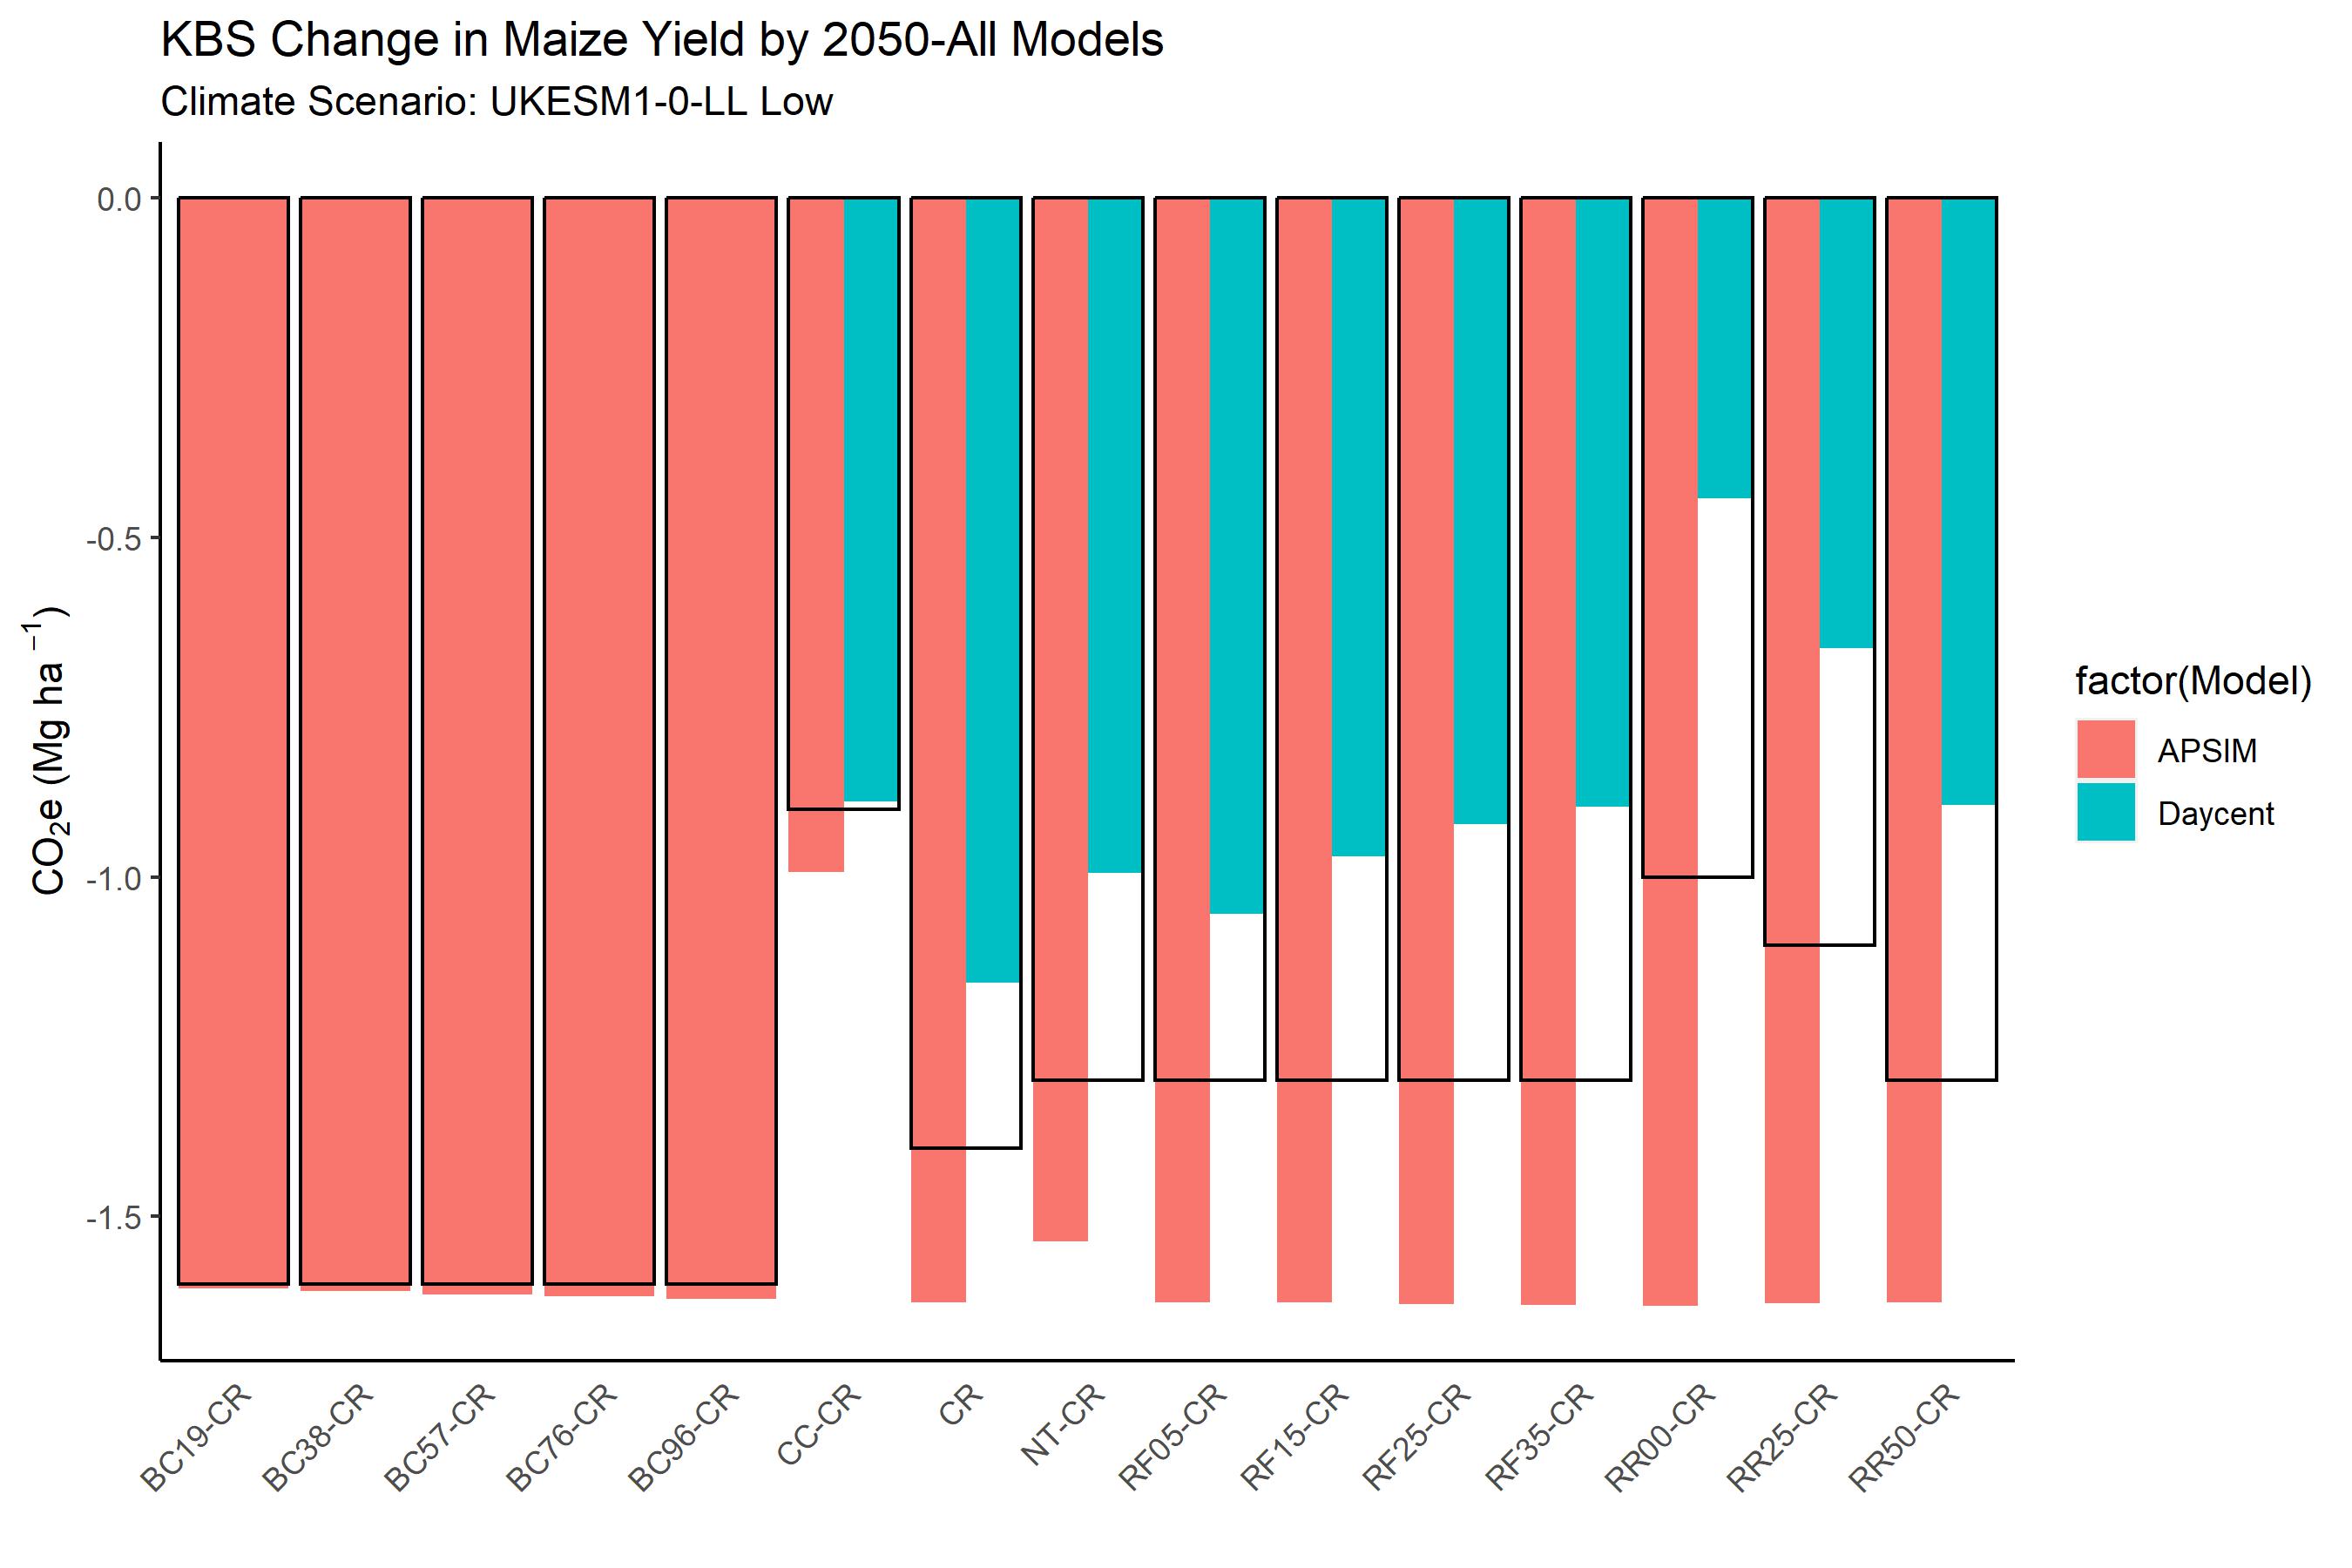 KBS Change in Maize Yield by 2050-All Models
Climate Scenario: UKESM1-0-LL Low
CO₂e (Mg ha ⁻¹)
0.0
-0.5
-1.0
-1.5
BC19-CR
BC38-CR
BC57-CR
BC76-CR
BC96-CR
CC-CR
CR
NT-CR
RF05-CR
RF15-CR
RF25-CR
RF35-CR
RR00-CR
RR25-CR
RR50-CR
factor(Model)
APSIM
Daycent